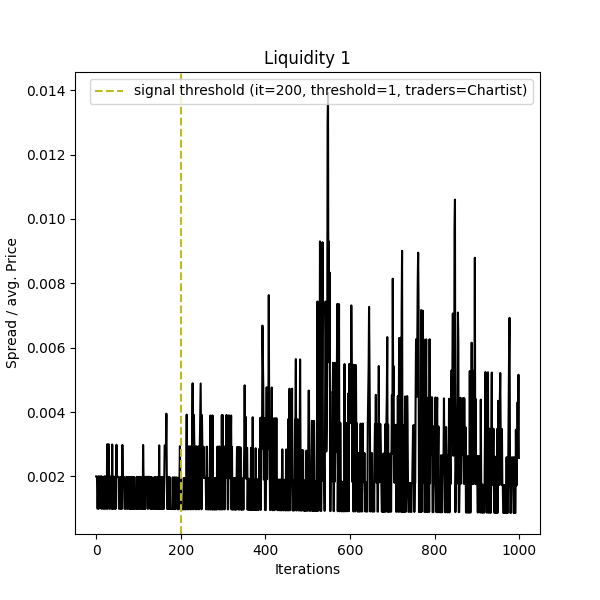 Liquidity 1
signal threshold (it=200, threshold=1, traders=Chartist)
0.014
0.012
0.010
0.008
0.006
0.004
0.002
Spread / avg. Price
0 200 400 600 800 1000
Iterations